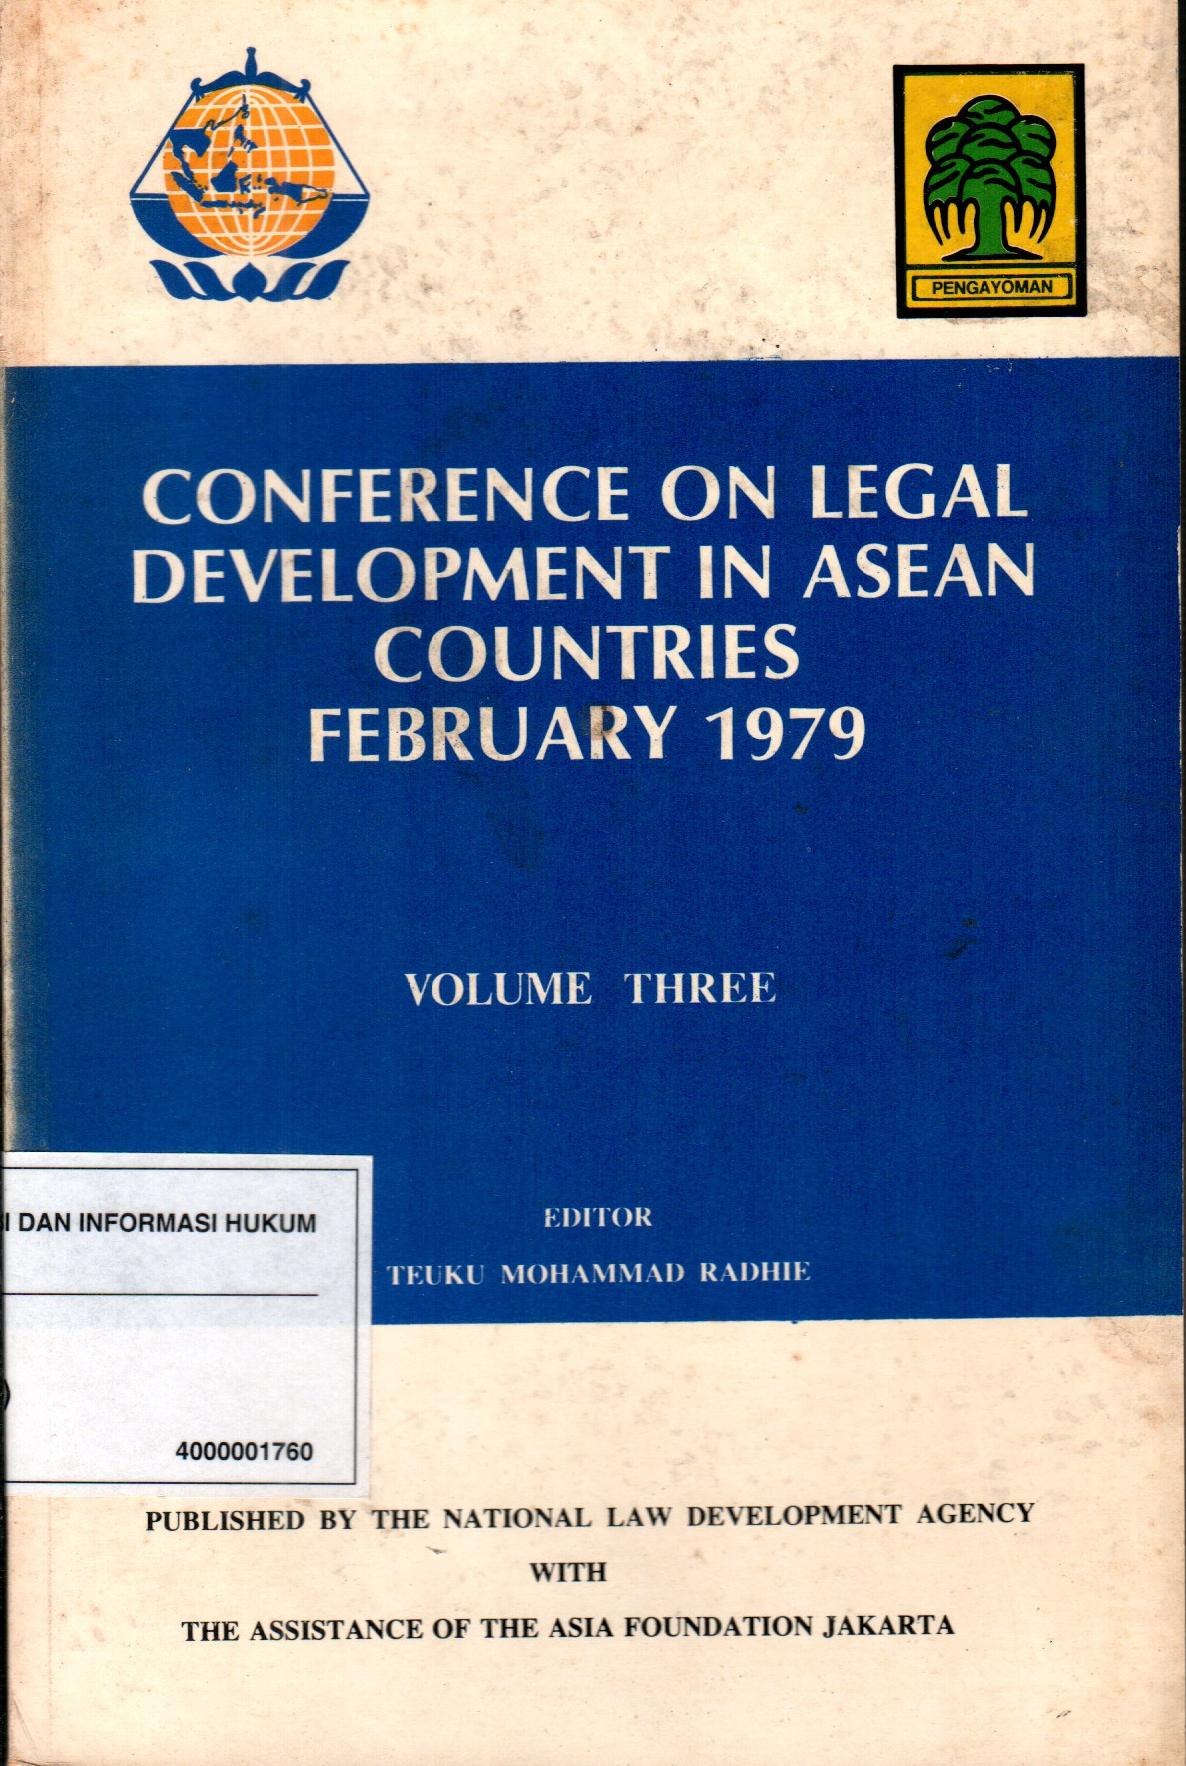 PENGAYOMAN
CONFERENCE ON LEGAL
DEVELOPMENT IN ASEAN
COUNTRIES
FEBRUARY 1979
VOLUME THREE
EDITOR
TEUKU MOHAMMAD RADHIE
DAN INFORMASI HUKUM
4000001760
PUBLISHED BY THE NATIONAL LAW DEVELOPMENT AGENCY
WITH
THE ASSISTANCE OF THE ASIA FOUNDATION JAKARTA